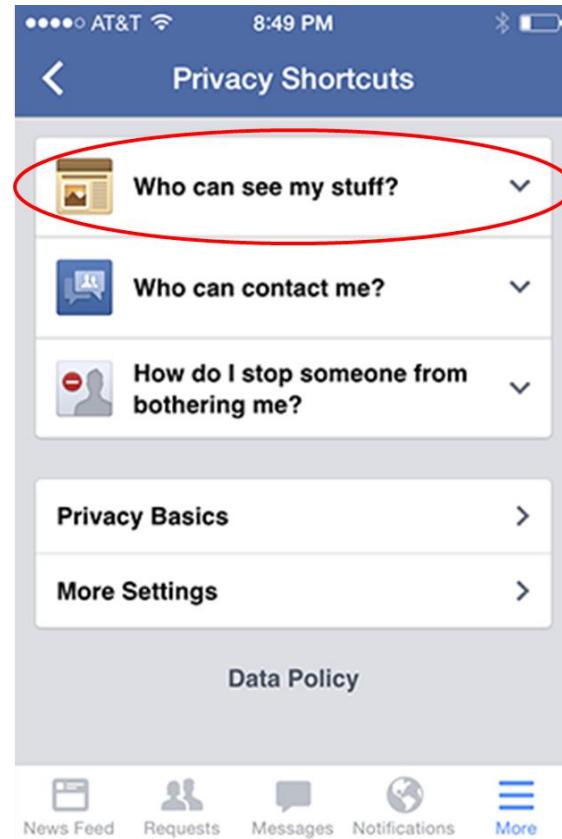 AT&T 8:49 PM
Privacy Shortcuts
Who can see my stuff?
Who can contact me?
How do I stop someone from
bothering me?
Privacy Basics
More Settings
Data Policy
News Feed Requests Messages Notifications More